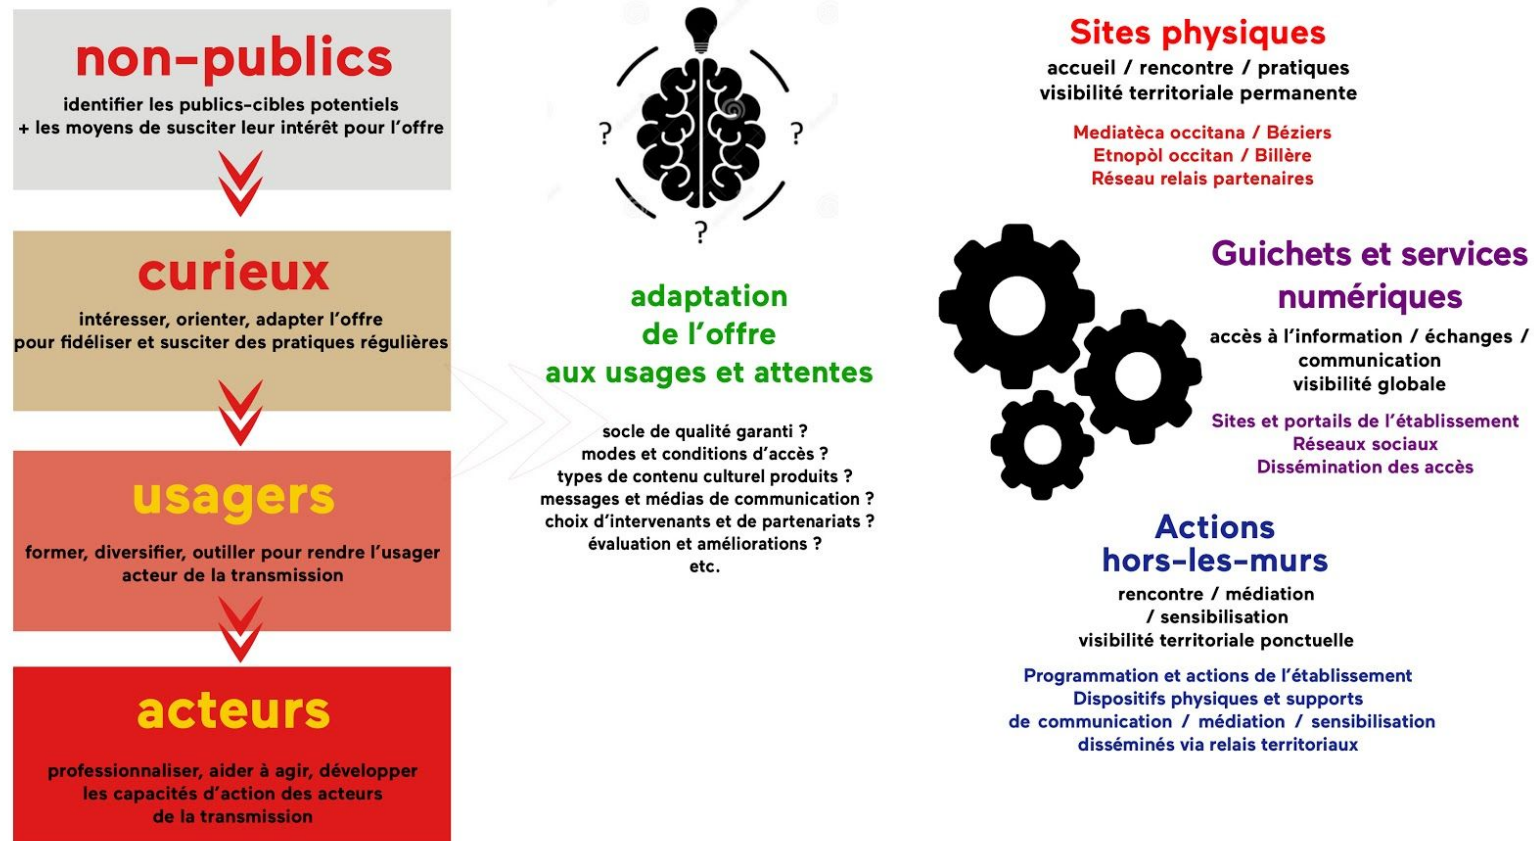 non-publics
identifier les publics-cibles potentiels
+ les moyens de susciter leur intérêt pour l'offre
curieux
intéresser, orienter, adapter l'offre
pour fidéliser et susciter des pratiques régulières
usagers
former, diversifier, outiller pour rendre l'usager
acteur de la transmission
acteurs
professionnaliser, aider à agir, développer
les capacités d'action des acteurs
de la transmission
?
?
?
adaptation
de l'offre
aux usages et attentes
socle de qualité garanti ?
modes et conditions d'accès ?
types de contenu culturel produits ?
messages et médias de communication ?
choix d'intervenants et de partenariats ?
évaluation et améliorations ?
etc.
Sites physiques
accueil / rencontre / pratiques
visibilité territoriale permanente
Mediatèca occitana / Béziers
Etnopòl occitan / Billère
Réseau relais partenaires
Guichets et services
numériques
accès à l'information / échanges /
communication
visibilité globale
Sites et portails de l'établissement
Réseaux sociaux
Dissémination des accès
Actions
hors-les-murs
rencontre / médiation
/ sensibilisation
visibilité territoriale ponctuelle
Programmation et actions de l'établissement
Dispositifs physiques et supports
de communication / médiation / sensibilisation
disséminés via relais territoriaux